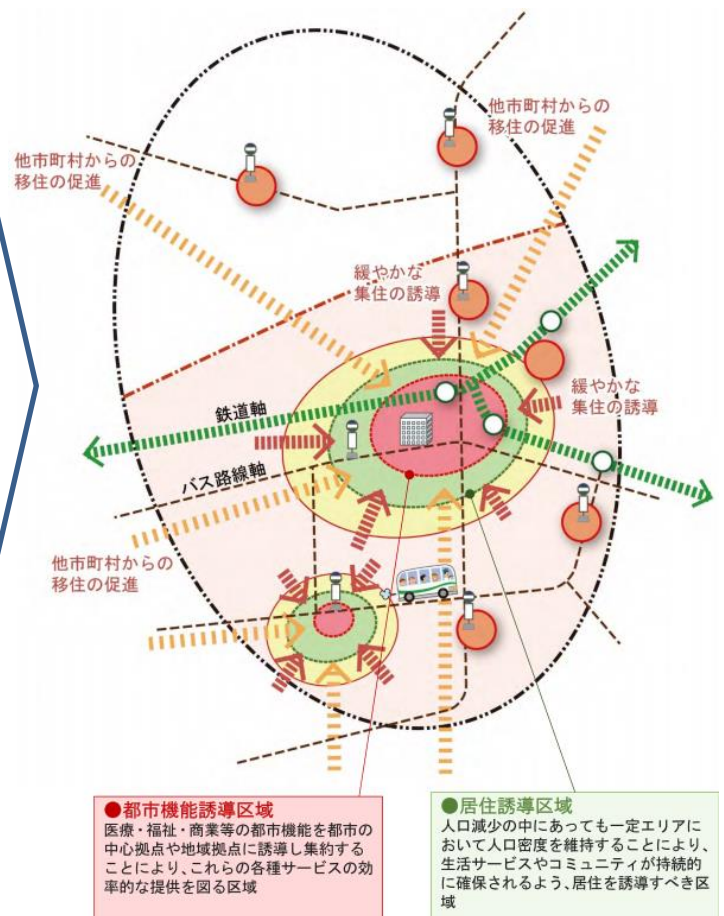 他市町村からの
移住の促進
他市町村からの
移住の促進
緩やかな
集住の誘導
緩やかな
集住の誘導
鉄道軸
バス路線軸
他市町村からの
移住の促進
●都市機能誘導区域
医療・福祉・商業等の都市機能を都市の
中心拠点や地域拠点に誘導し集約する
ことにより、これらの各種サービスの効
率的な提供を図る区域
●居住誘導区域
人口減少の中にあっても一定エリアに
おいて人口密度を維持することにより、
生活サービスやコミュニティが持続的
に確保されるよう、居住を誘導すべき区
域